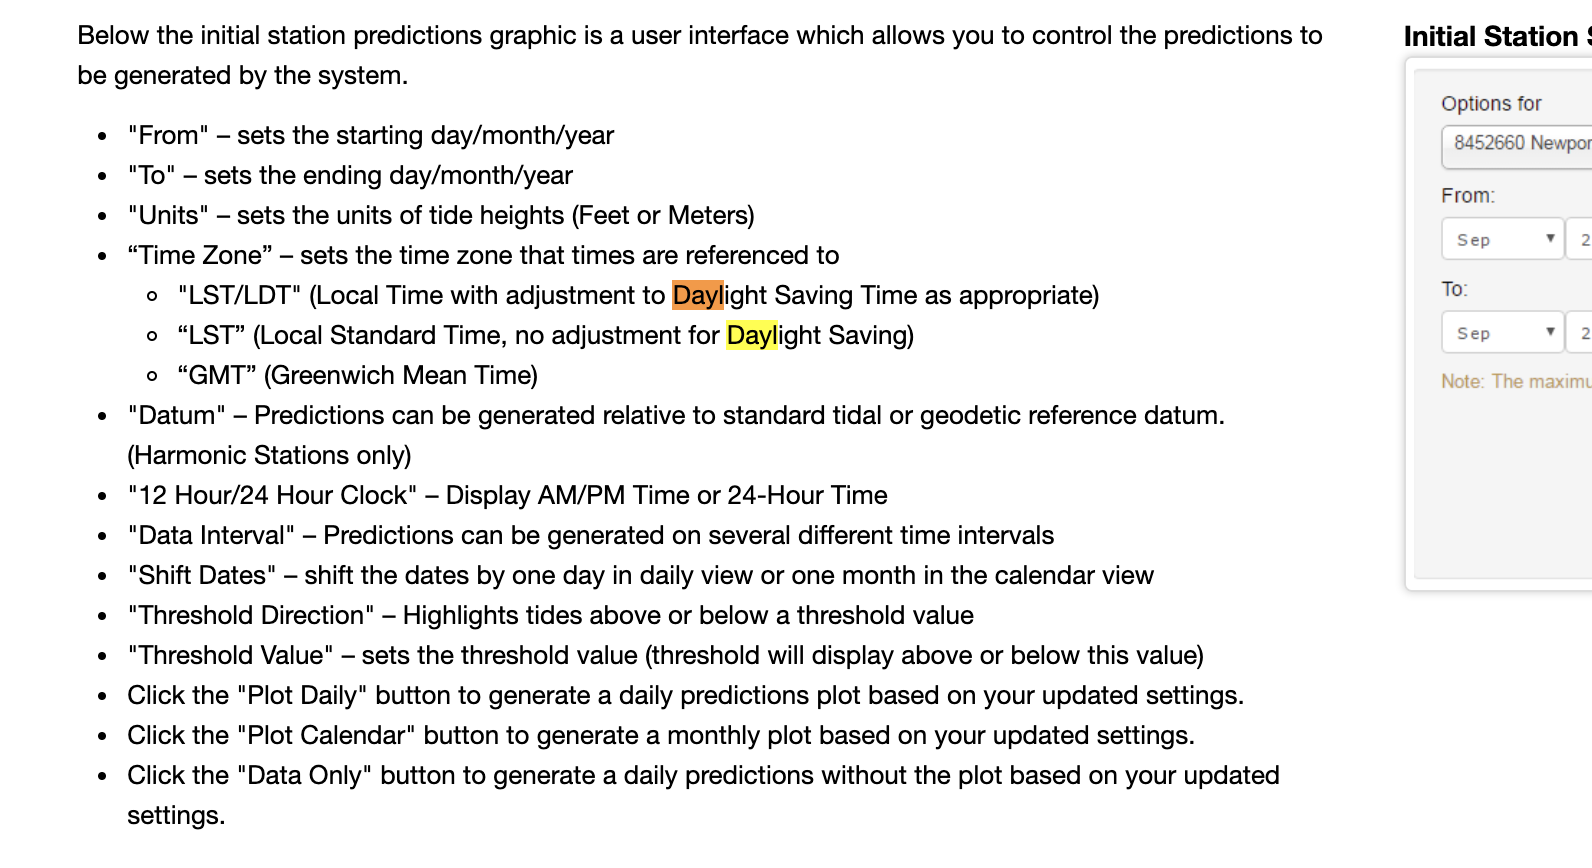 Below the initial station predictions graphic is a user interface which allows you to control the predictions to
be generated by the system.
• "From" – sets the starting day/month/year
• "To" – sets the ending day/month/year
• "Units" – sets the units of tide heights (Feet or Meters)
• “Time Zone” – sets the time zone that times are referenced to
◦ "LST/LDT" (Local Time with adjustment to Daylight Saving Time as appropriate)
◦ “LST” (Local Standard Time, no adjustment for Daylight Saving)
◦ “GMT” (Greenwich Mean Time)
• "Datum" – Predictions can be generated relative to standard tidal or geodetic reference datum.
(Harmonic Stations only)
• "12 Hour/24 Hour Clock" – Display AM/PM Time or 24-Hour Time
• "Data Interval" – Predictions can be generated on several different time intervals
• "Shift Dates" – shift the dates by one day in daily view or one month in the calendar view
• "Threshold Direction" – Highlights tides above or below a threshold value
• "Threshold Value" – sets the threshold value (threshold will display above or below this value)
• Click the "Plot Daily" button to generate a daily predictions plot based on your updated settings.
• Click the "Plot Calendar" button to generate a monthly plot based on your updated settings.
• Click the "Data Only" button to generate a daily predictions without the plot based on your updated
settings.
Initial Station
Options for
8452660 Newpor
From:
Sep
2
To:
Sep
2
Note: The maximu